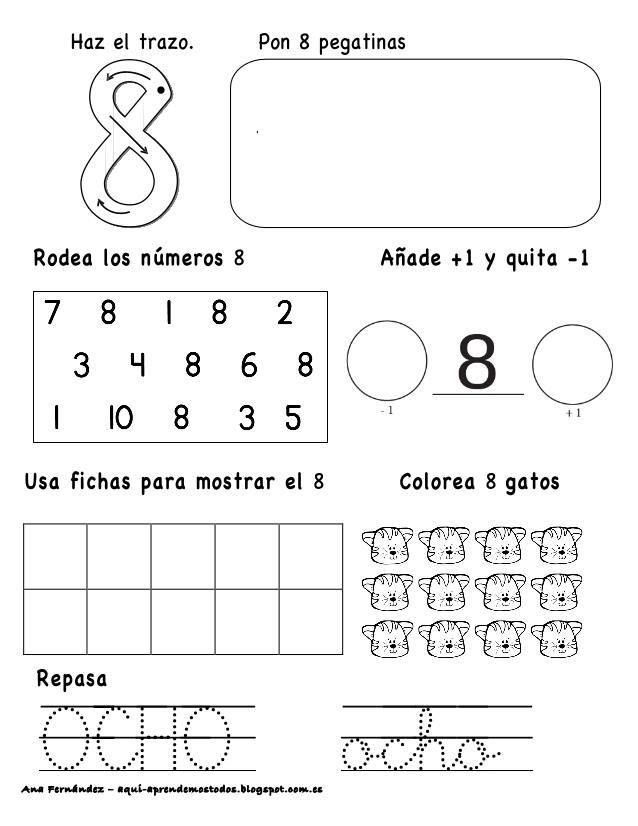 Haz el trazo.
Pon 8 pegatinas
Rodea los números 8
Añade +1 y quita -1
7 8 1 8 2
3 4 8 6 8
1 10 8 3 5
8
- 1
+ 1
Usa fichas para mostrar el 8
Colorea 8 gatos
Repasa
OCHO
ocho
Ana Fernández – aqui-aprendemostodos.blogspot.com.es